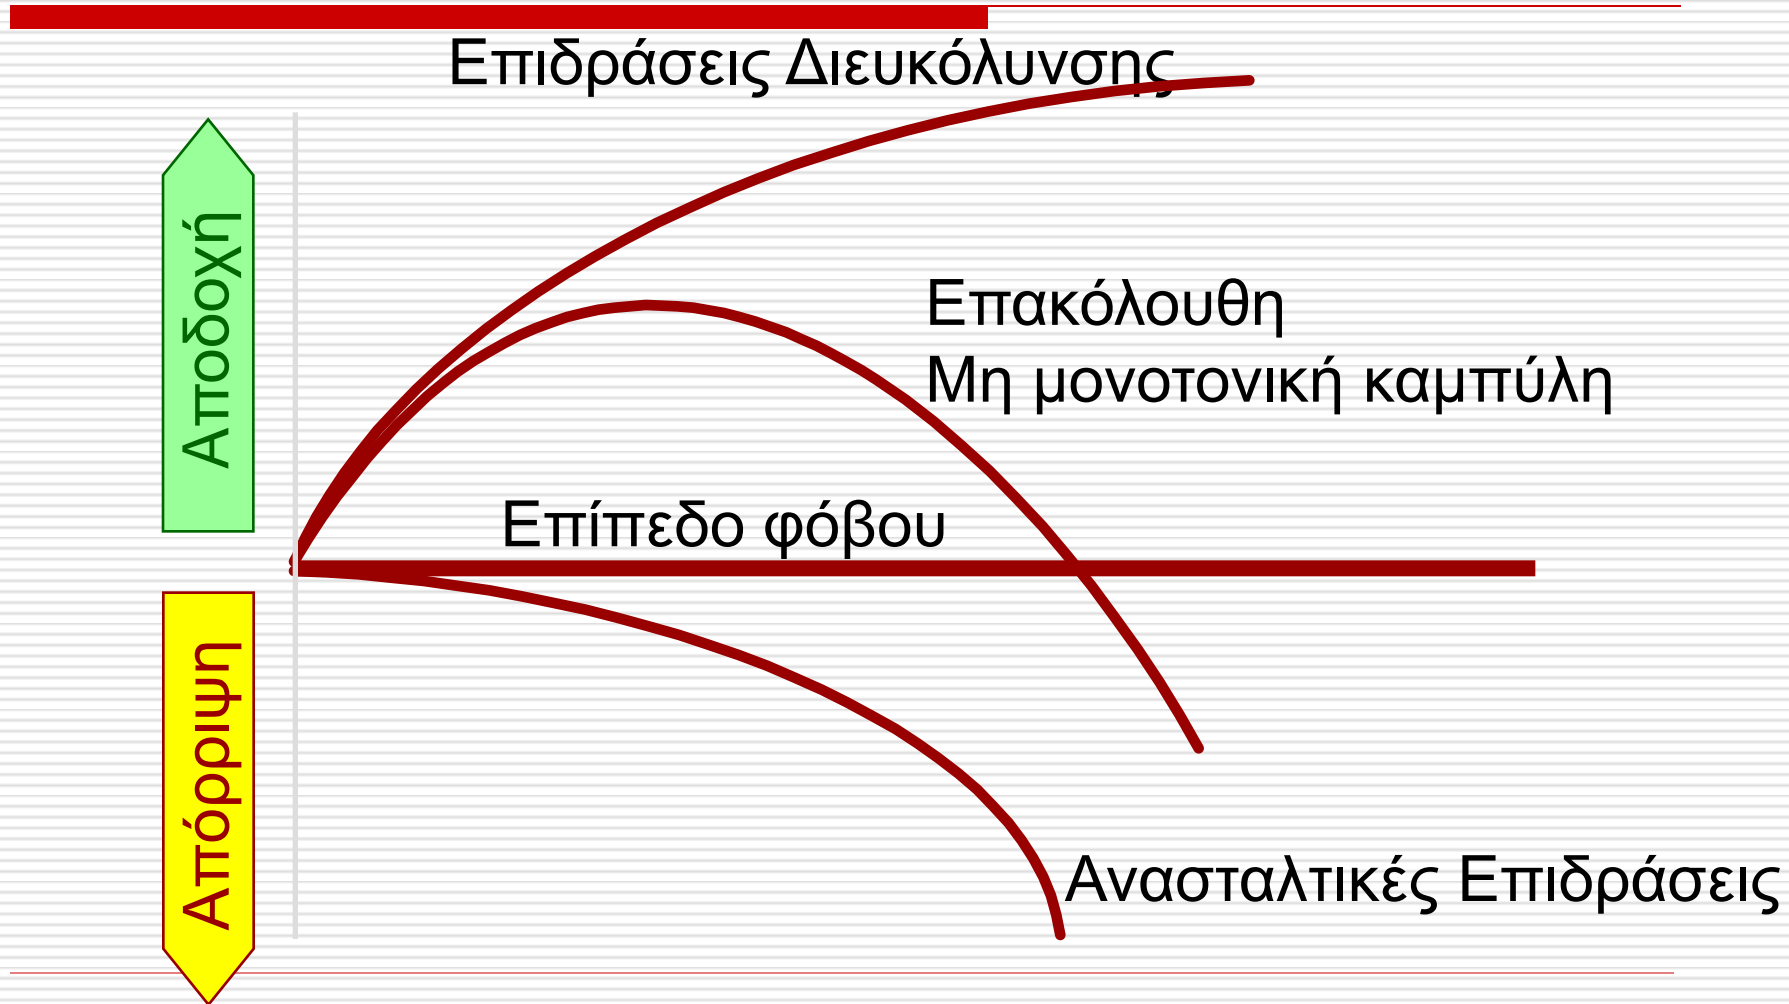 Επιδράσεις Διευκόλυνσης
Αποδοχή
Επακόλουθη
Μη μονοτονική καμπύλη
Επίπεδο φόβου
Απόρριψη
Ανασταλτικές Επιδράσεις